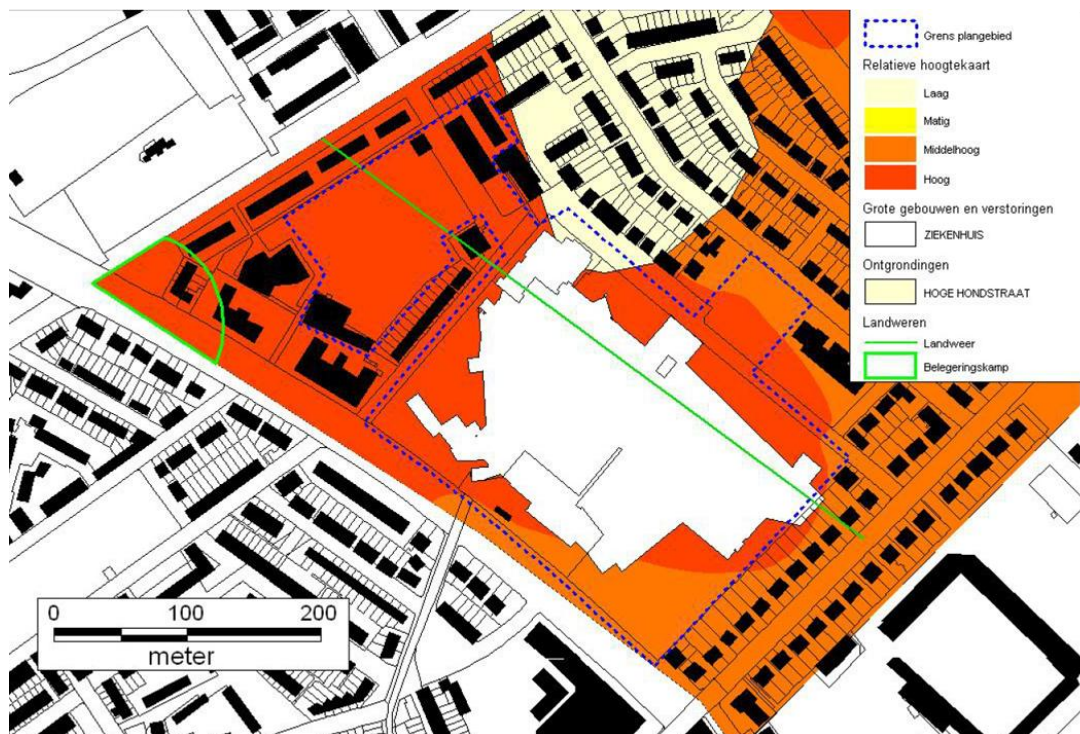 Grens plangebied
Relatieve hoogtekaart
Laag
Matig
Middelhoog
Hoog
Grote gebouwen en verstoringen
ZIEKENHUIS
Ontgrondingen
HOGE HONDSTRAAT
Landweren
Landweer
Belegeringskamp
0 100 200
meter